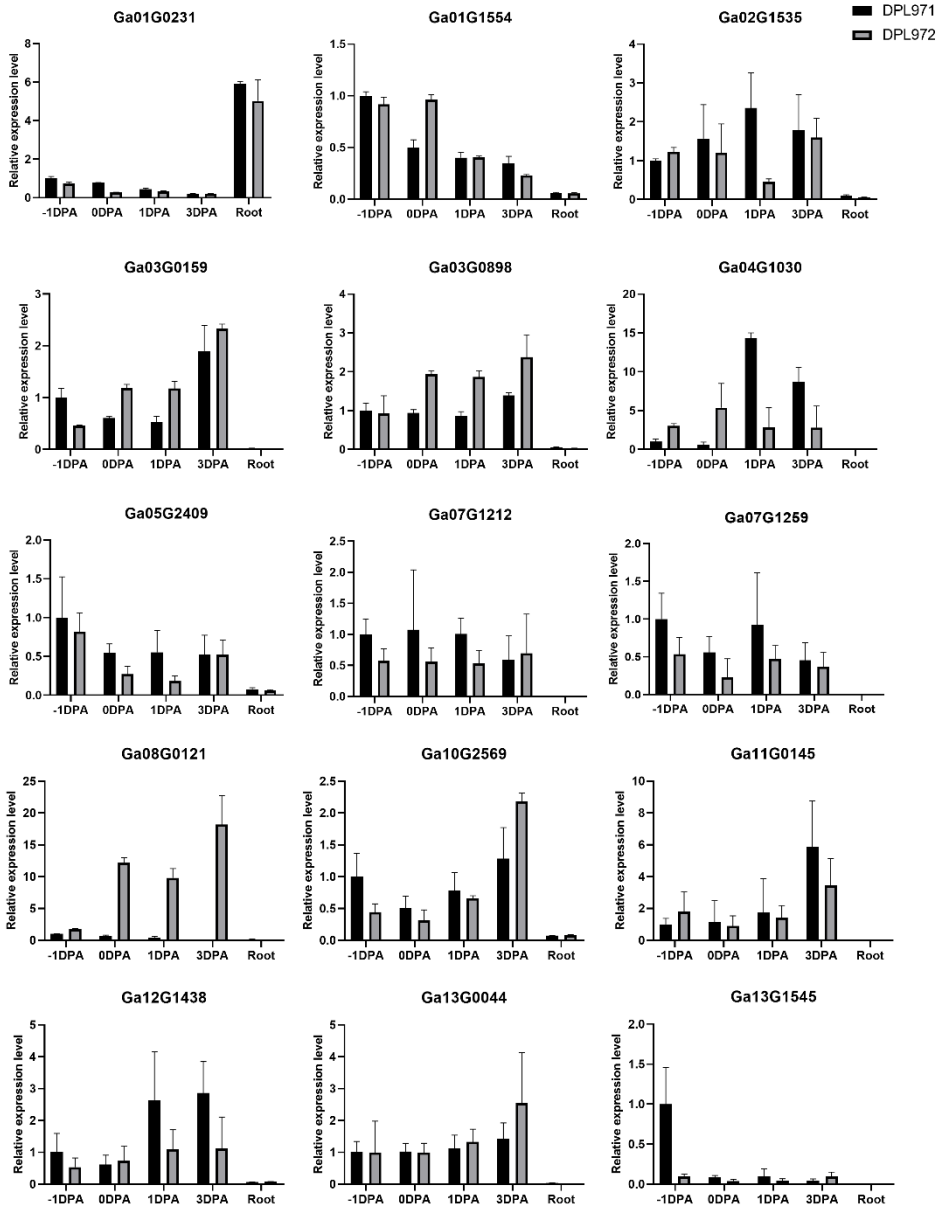 DPL971
DPL972
Ga01G0231
Relative expression level
8
6
4
2
0
-1DPA 0DPA 1DPA 3DPA Root
Ga01G1554
Relative expression level
1.5
1.0
0.5
0.0
-1DPA 0DPA 1DPA 3DPA Root
Ga02G1535
Relative expression level
4
3
2
1
0
-1DPA 0DPA 1DPA 3DPA Root
Ga03G0159
Relative expression level
3
2
1
0
-1DPA 0DPA 1DPA 3DPA Root
Ga03G0898
Relative expression level
4
3
2
1
0
-1DPA 0DPA 1DPA 3DPA Root
Ga04G1030
Relative expression level
20
15
10
5
0
-1DPA 0DPA 1DPA 3DPA Root
Ga05G2409
Relative expression level
2.0
1.5
1.0
0.5
0.0
-1DPA 0DPA 1DPA 3DPA Root
Ga07G1212
Relative expression level
2.5
2.0
1.5
1.0
0.5
0.0
-1DPA 0DPA 1DPA 3DPA Root
Ga07G1259
Relative expression level
2.0
1.5
1.0
0.5
0.0
-1DPA 0DPA 1DPA 3DPA Root
Ga08G0121
Relative expression level
25
20
15
10
5
0
-1DPA 0DPA 1DPA 3DPA Root
Ga10G2569
Relative expression level
2.5
2.0
1.5
1.0
0.5
0.0
-1DPA 0DPA 1DPA 3DPA Root
Ga11G0145
Relative expression level
10
8
6
4
2
0
-1DPA 0DPA 1DPA 3DPA Root
Ga12G1438
Relative expression level
5
4
3
2
1
0
-1DPA 0DPA 1DPA 3DPA Root
Ga13G0044
Relative expression level
5
4
3
2
1
0
-1DPA 0DPA 1DPA 3DPA Root
Ga13G1545
Relative expression level
2.0
1.5
1.0
0.5
0.0
-1DPA 0DPA 1DPA 3DPA Root